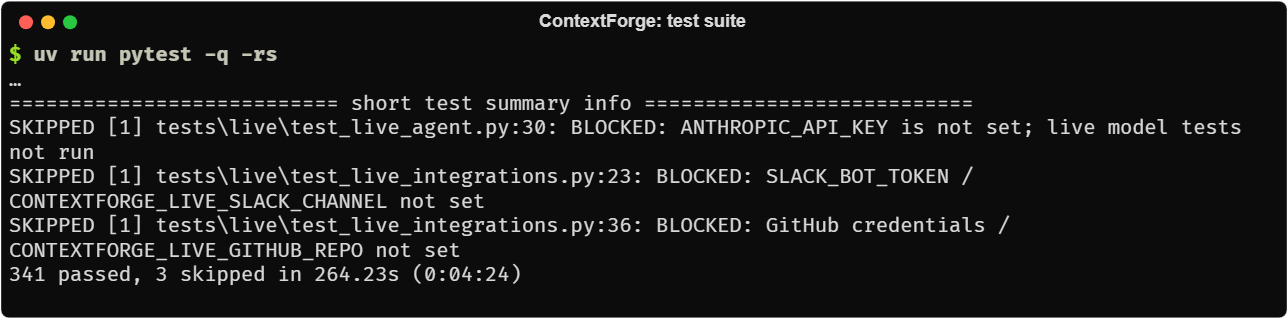 ContextForge: test suite
$ uv run pytest -q -rs
…
=========================== short test summary info ===========================
SKIPPED [1] tests\live\test_live_agent.py:30: BLOCKED: ANTHROPIC_API_KEY is not set; live model tests
not run
SKIPPED [1] tests\live\test_live_integrations.py:23: BLOCKED: SLACK_BOT_TOKEN /
CONTEXTFORGE_LIVE_SLACK_CHANNEL not set
SKIPPED [1] tests\live\test_live_integrations.py:36: BLOCKED: GitHub credentials /
CONTEXTFORGE_LIVE_GITHUB_REPO not set
341 passed, 3 skipped in 264.23s (0:04:24)